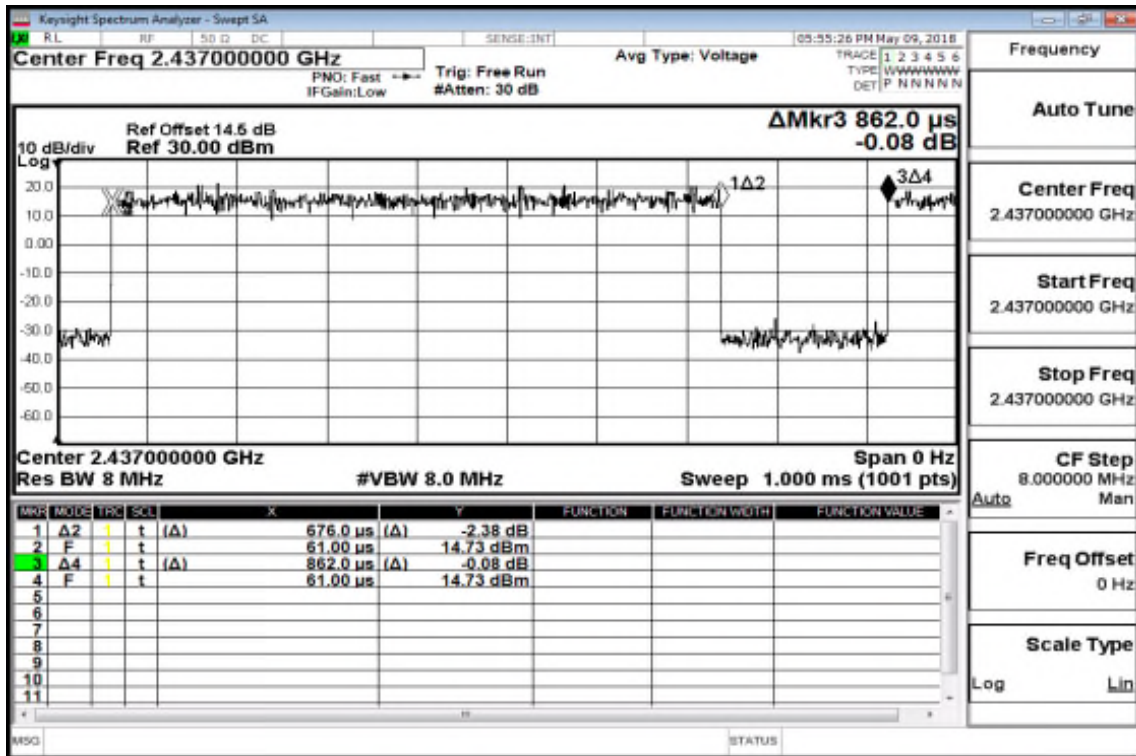 Keysight Spectrum Analyzer - Swept SA
RL RF 50 Ω DC SENSE:INT 05:55:26 PM May 09, 2018
Center Freq 2.437000000 GHz
PNO: Fast
IFGain:Low
Trig: Free Run
#Atten: 30 dB
Avg Type: Voltage
TRACE 1 2 3 4 5 6
TYPE WWWWWWW
DET P N N N N N
Ref Offset 14.5 dB
Ref 30.00 dBm
10 dB/div
Log
ΔMkr3 862.0 µs
-0.08 dB
20.0
10.0
0.00
-10.0
-20.0
-30.0
-40.0
-50.0
-60.0
1Δ2
3Δ4
Center 2.437000000 GHz Span 0 Hz
Res BW 8 MHz #VBW 8.0 MHz Sweep 1.000 ms (1001 pts)
MKR MODE TRC SCL X Y FUNCTION FUNCTION WIDTH FUNCTION VALUE
1 Δ2 1 t (Δ) 676.0 µs (Δ) -2.38 dB
2 F 1 t 61.00 µs 14.73 dBm
3 Δ4 1 t (Δ) 862.0 µs (Δ) -0.08 dB
4 F 1 t 61.00 µs 14.73 dBm
5
6
7
8
9
10
11
MSG STATUS
Frequency
Auto Tune
Center Freq
2.437000000 GHz
Start Freq
2.437000000 GHz
Stop Freq
2.437000000 GHz
CF Step
8.000000 MHz
Auto Man
Freq Offset
0 Hz
Scale Type
Log Lin